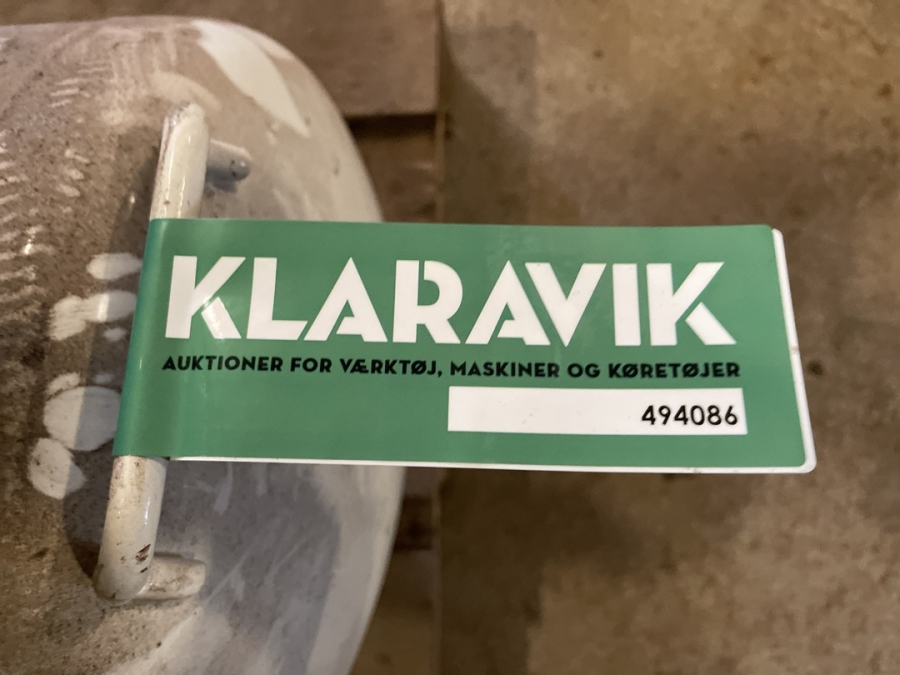 KLARAVIK
AUKTIONER FOR VÆRKTØJ, MASKINER OG KØRETØJER
494086